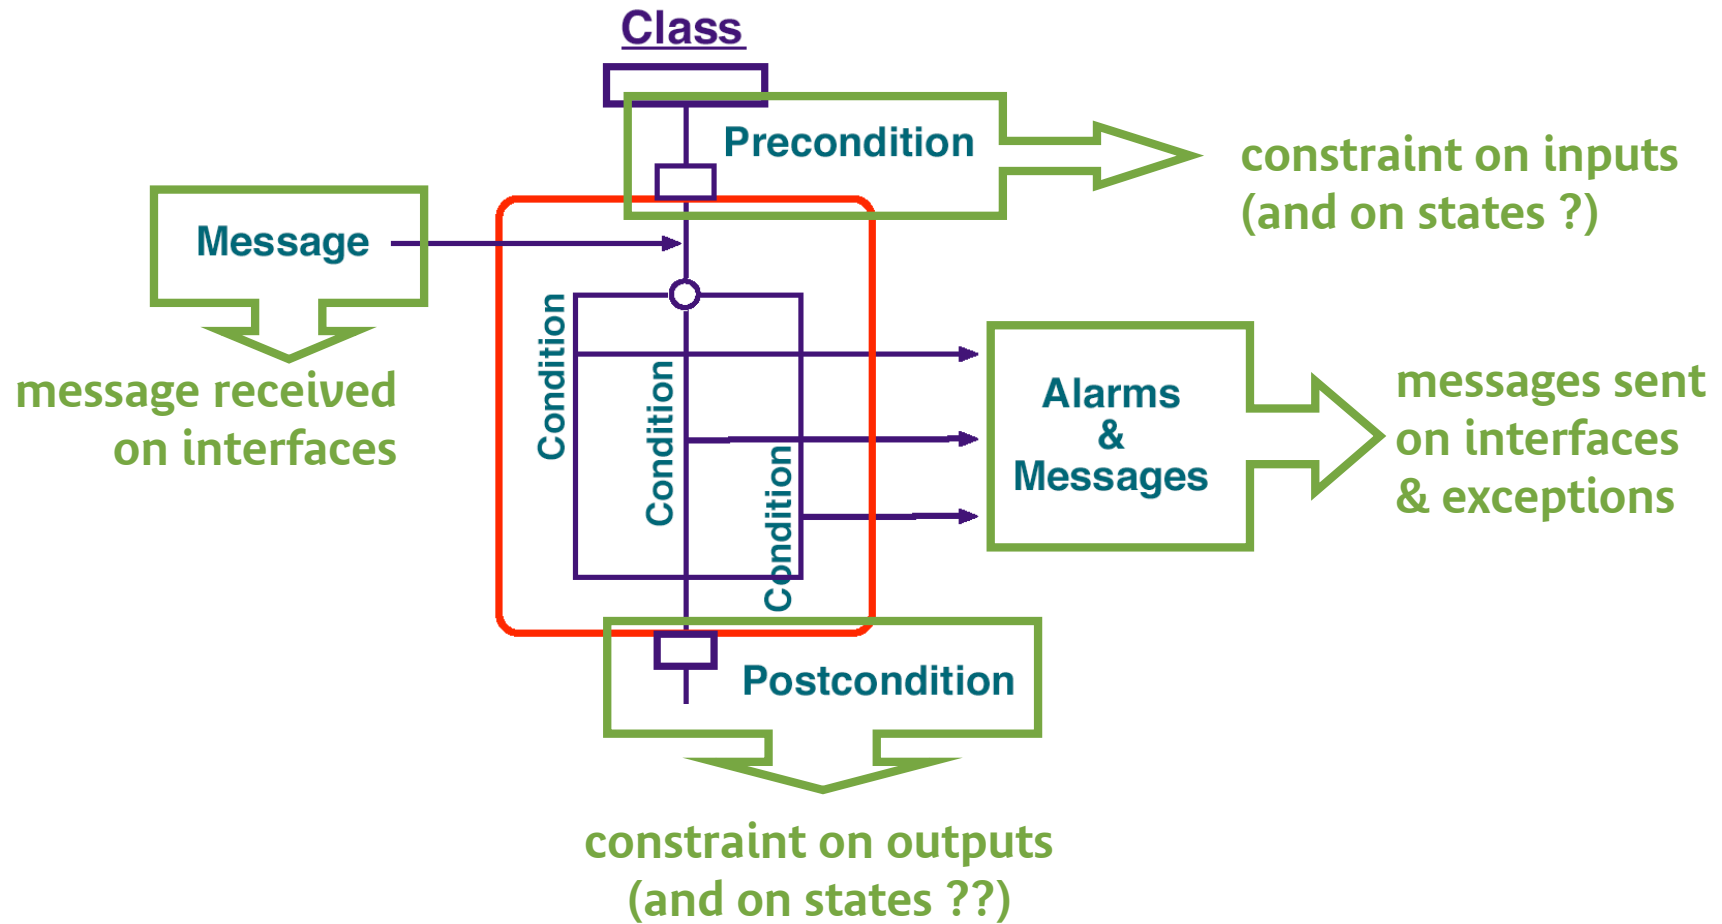 Class
Precondition
constraint on inputs
(and on states ?)
Message
message received
on interfaces
Condition
Condition
Condition
Alarms
&
Messages
messages sent
on interfaces
& exceptions
Postcondition
constraint on outputs
(and on states ??)